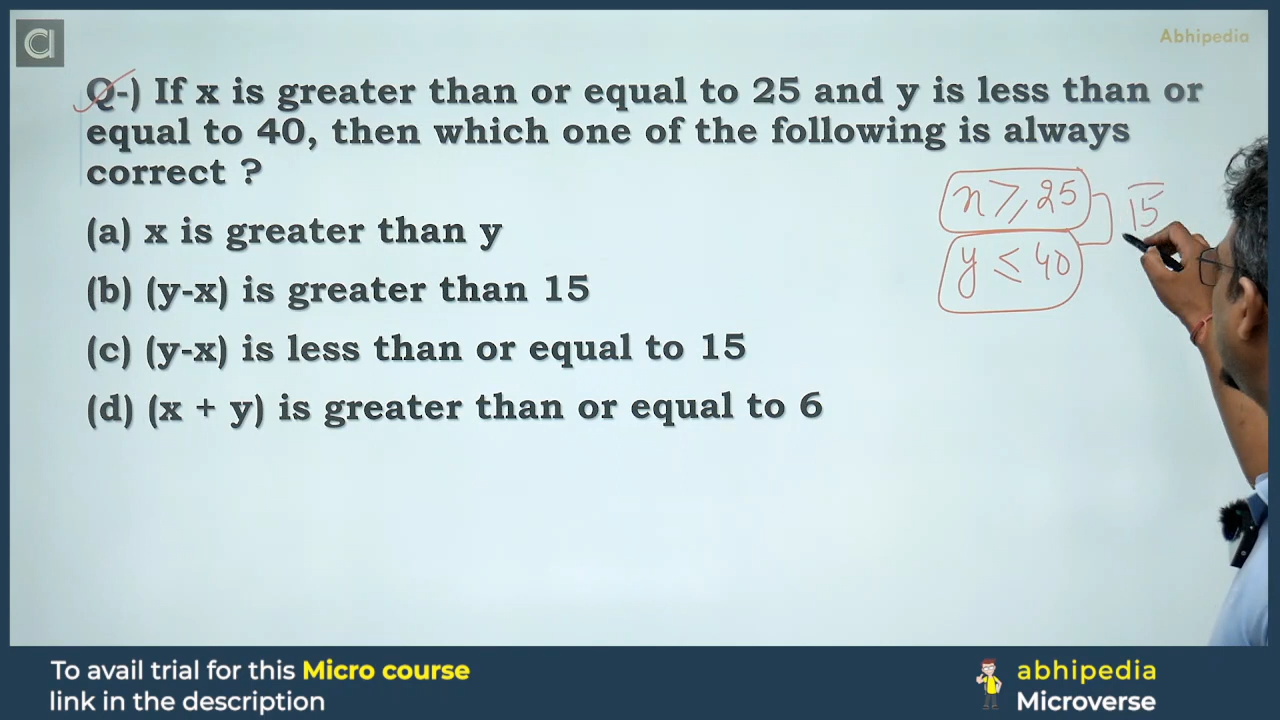 Abhipedia
Q-) If x is greater than or equal to 25 and y is less than or
equal to 40, then which one of the following is always
correct ?
x ≥ 25
15
y ≤ 40
(a) x is greater than y
(b) (y-x) is greater than 15
(c) (y-x) is less than or equal to 15
(d) (x + y) is greater than or equal to 6
To avail trial for this Micro course
link in the description
abhipedia
Microverse